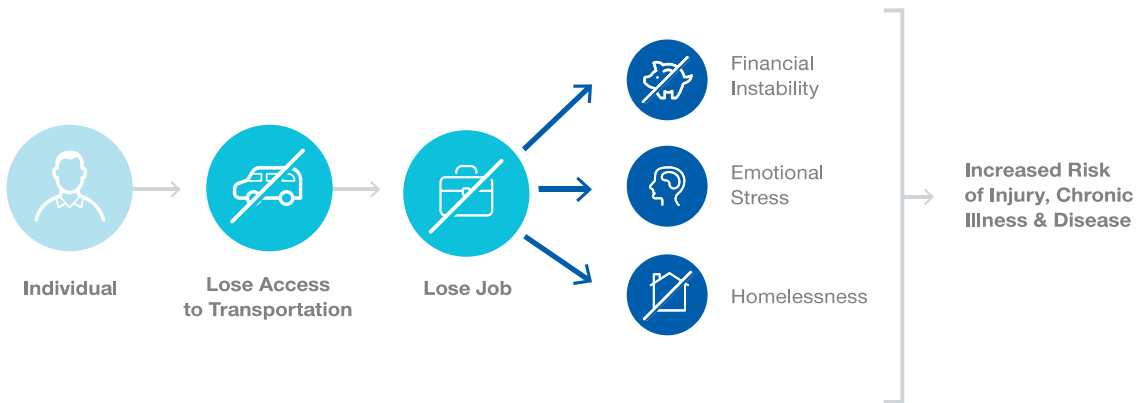 Individual
Lose Access
to Transportation
Lose Job
Financial
Instability
Emotional
Stress
Homelessness
Increased Risk
of Injury, Chronic
Illness & Disease